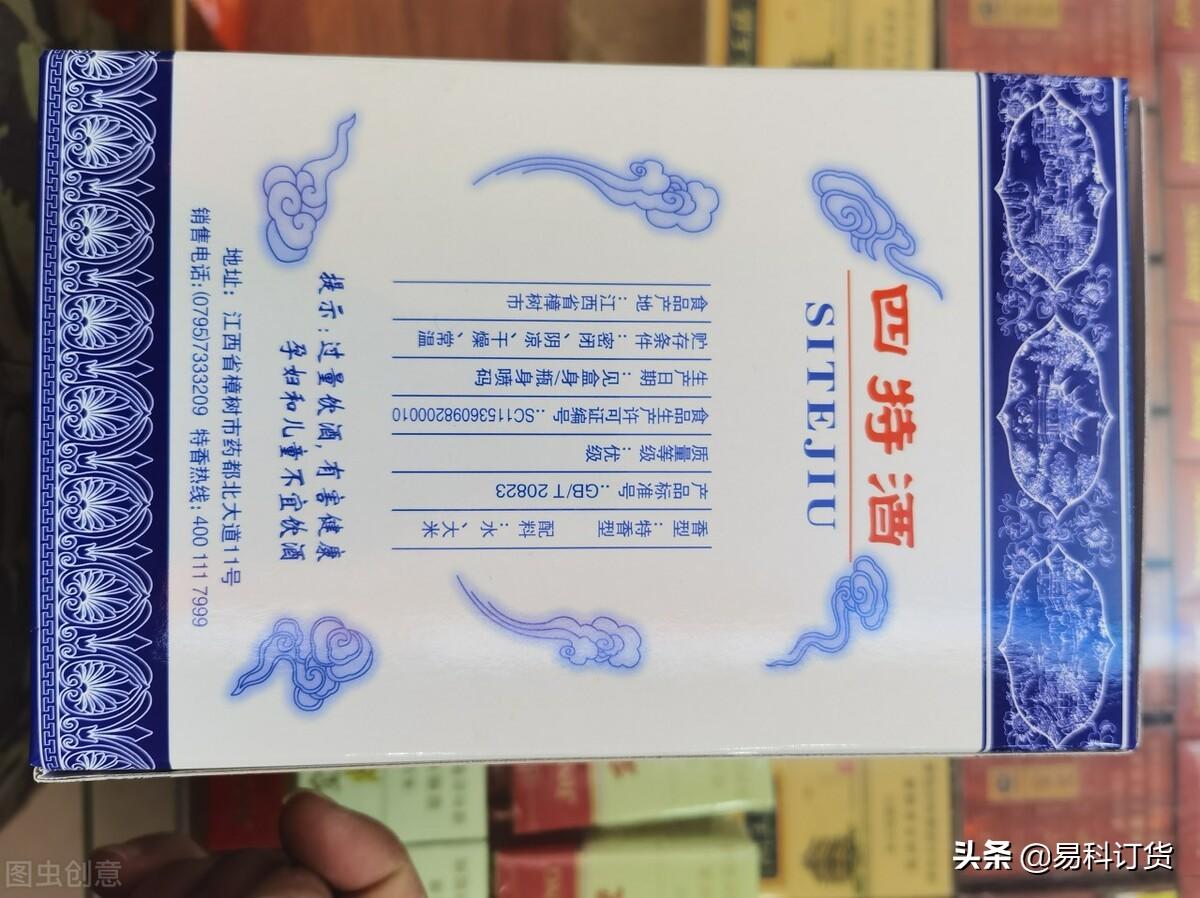 四特酒
SITEJIU
香型：特香型 配料：水、大米
产品标准号：GB/T 20823
质量等级：优级
食品生产许可证编号：SC11536098200010
生产日期：见盒身/瓶身喷码
贮存条件：密闭、阴凉、干燥、常温
食品产地：江西省樟树市
提示：过量饮酒，有害健康
孕妇和儿童不宜饮酒
地址：江西省樟树市药都北大道11号
销售电话：(0795)7333209 特香热线：400 111 7999
图虫创意
头条 @易科订货